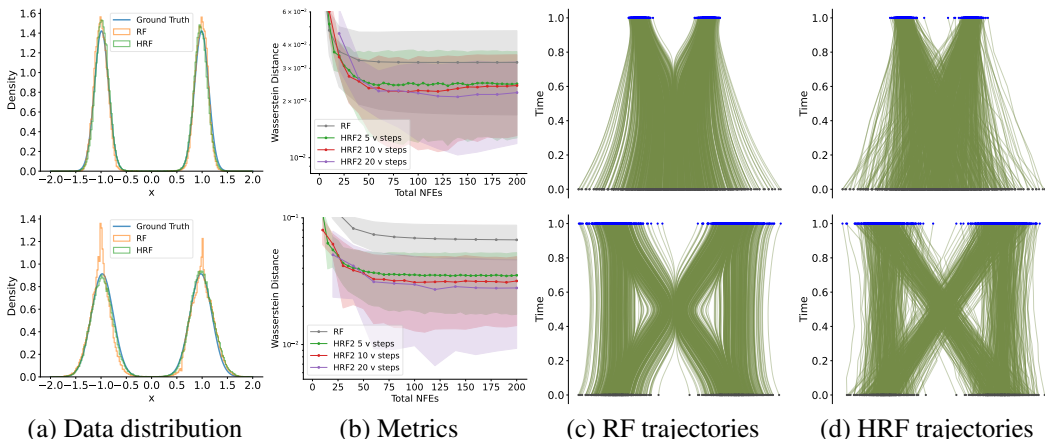 1.6
1.4
1.2
1.0
0.8
0.6
0.4
0.2
0.0
Density
Ground Truth
RF
HRF
−2.0 −1.5 −1.0 −0.5 0.0 0.5 1.0 1.5 2.0
x
6×10⁻²
Wasserstein Distance
3×10⁻²
2×10⁻²
10⁻²
RF
HRF2 5 v steps
HRF2 10 v steps
HRF2 20 v steps
0 25 50 75 100 125 150 175 200
Total NFEs
1.0
0.8
0.6
0.4
0.2
0.0
Time
1.0
0.8
0.6
0.4
0.2
0.0
Time
1.4
1.2
1.0
0.8
0.6
0.4
0.2
0.0
Density
Ground Truth
RF
HRF
−2.0 −1.5 −1.0 −0.5 0.0 0.5 1.0 1.5 2.0
x
10⁻¹
Wasserstein Distance
10⁻²
RF
HRF2 5 v steps
HRF2 10 v steps
HRF2 20 v steps
0 25 50 75 100 125 150 175 200
Total NFEs
1.0
0.8
0.6
0.4
0.2
0.0
Time
1.0
0.8
0.6
0.4
0.2
0.0
Time
(a) Data distribution
(b) Metrics
(c) RF trajectories
(d) HRF trajectories